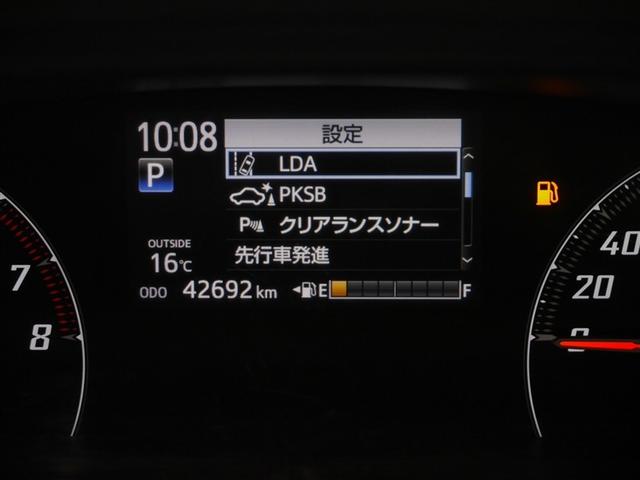 10:08
設定
LDA
P
PKSB
P クリアランスソナー
OUTSIDE
先行車発進
16℃
ODO 42692 km
E F
7
8
40
20
0